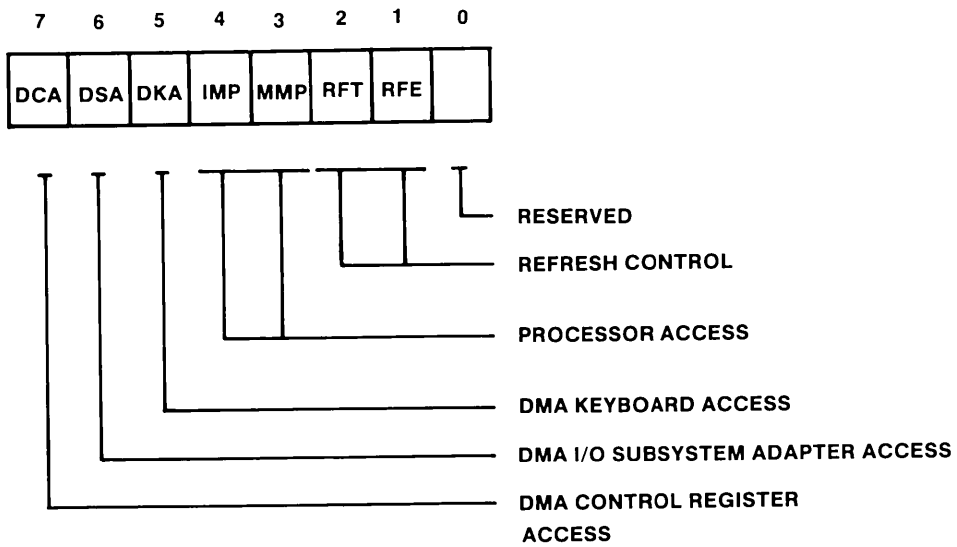 7 6 5 4 3 2 1 0
DCA DSA DKA IMP MMP RFT RFE
RESERVED
REFRESH CONTROL
PROCESSOR ACCESS
DMA KEYBOARD ACCESS
DMA I/O SUBSYSTEM ADAPTER ACCESS
DMA CONTROL REGISTER
ACCESS